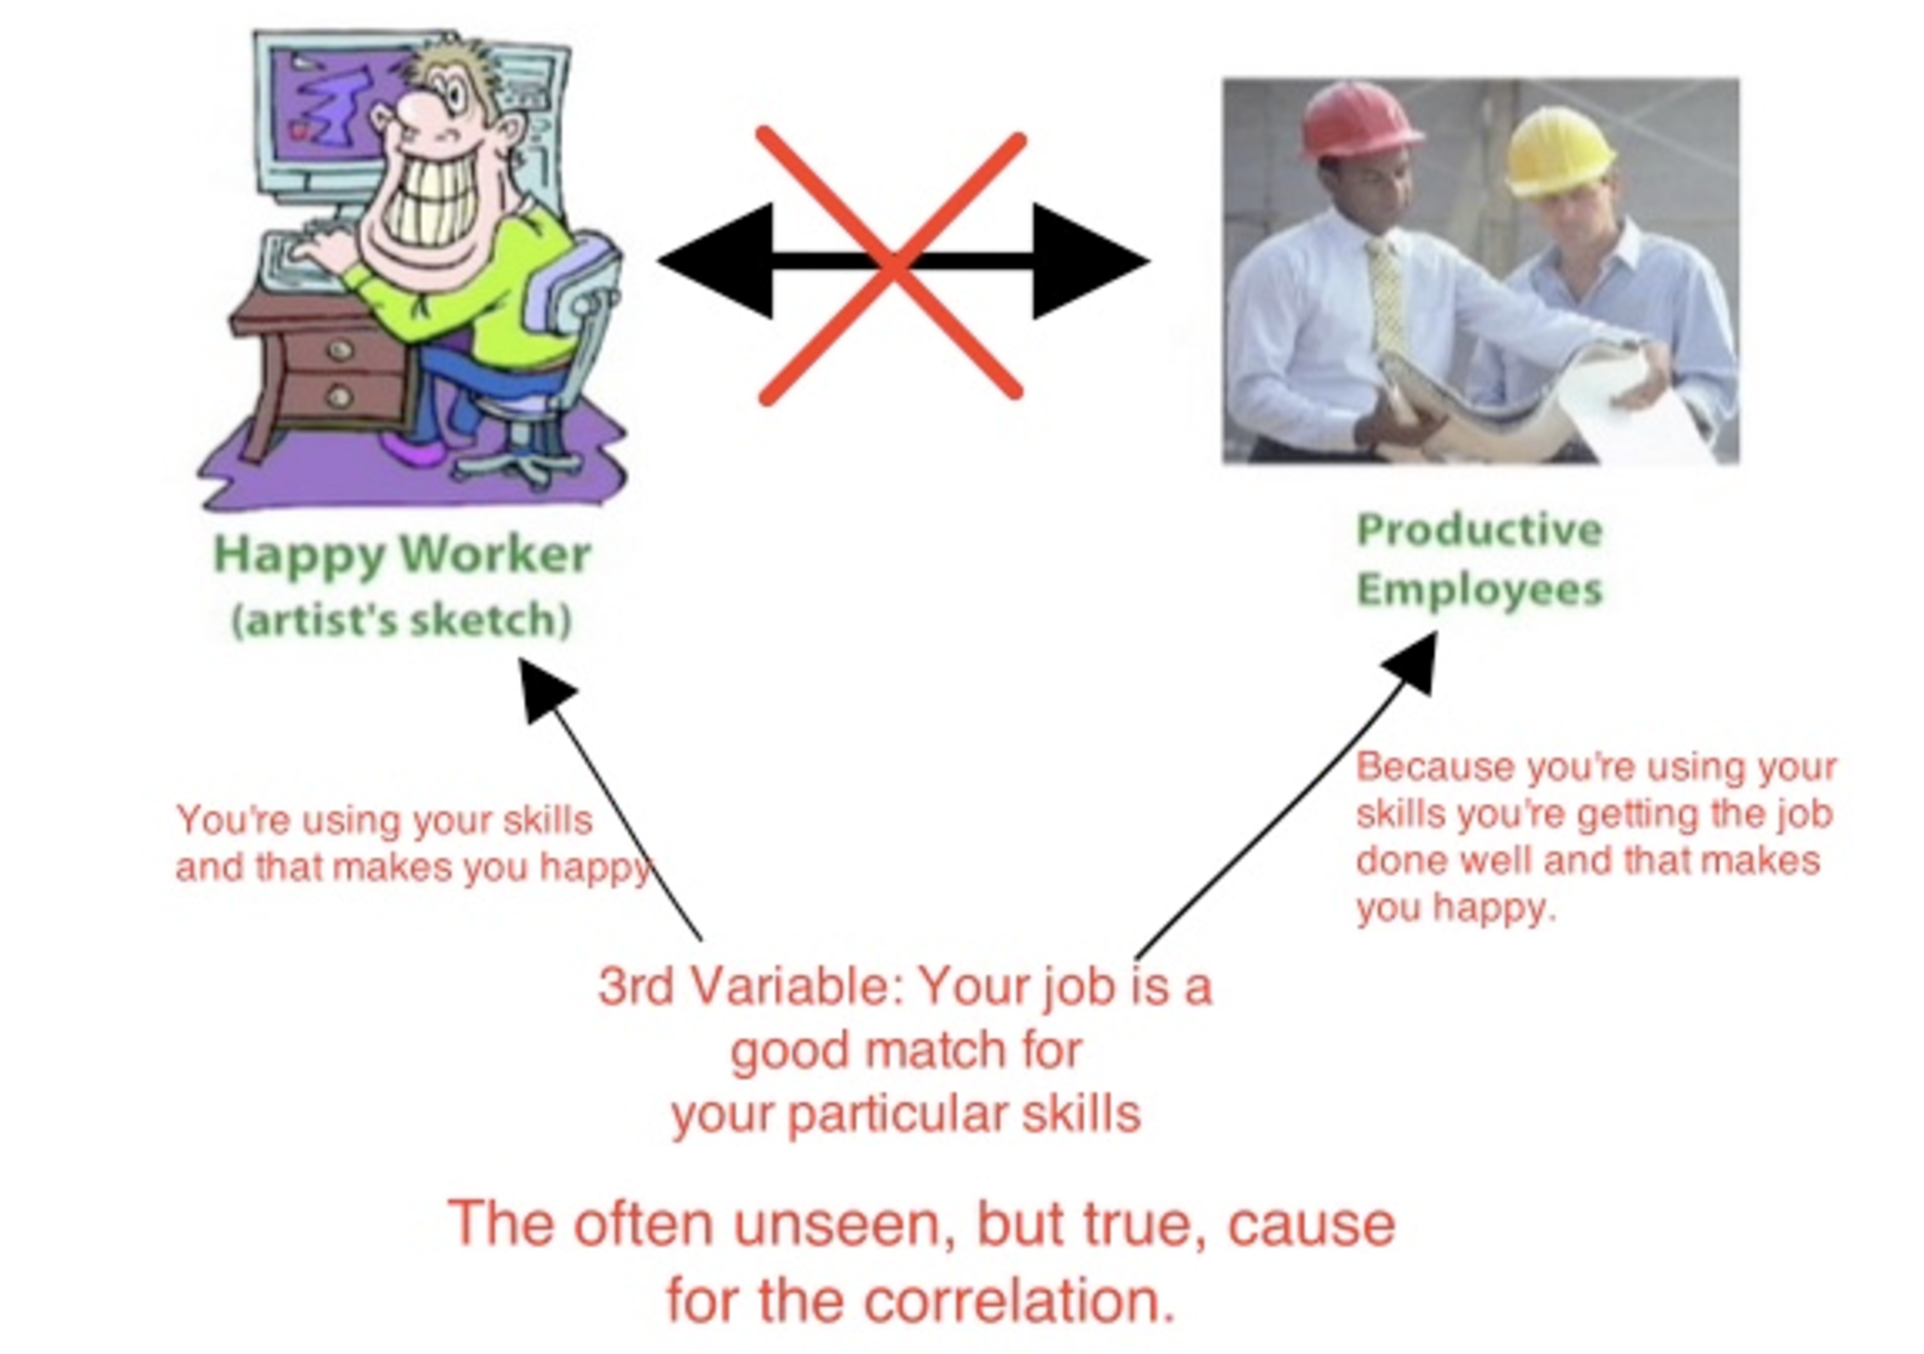 Happy Worker
(artist's sketch)
Productive
Employees
You're using your skills
and that makes you happy
Because you're using your
skills you're getting the job
done well and that makes
you happy.
3rd Variable: Your job is a
good match for
your particular skills
The often unseen, but true, cause
for the correlation.